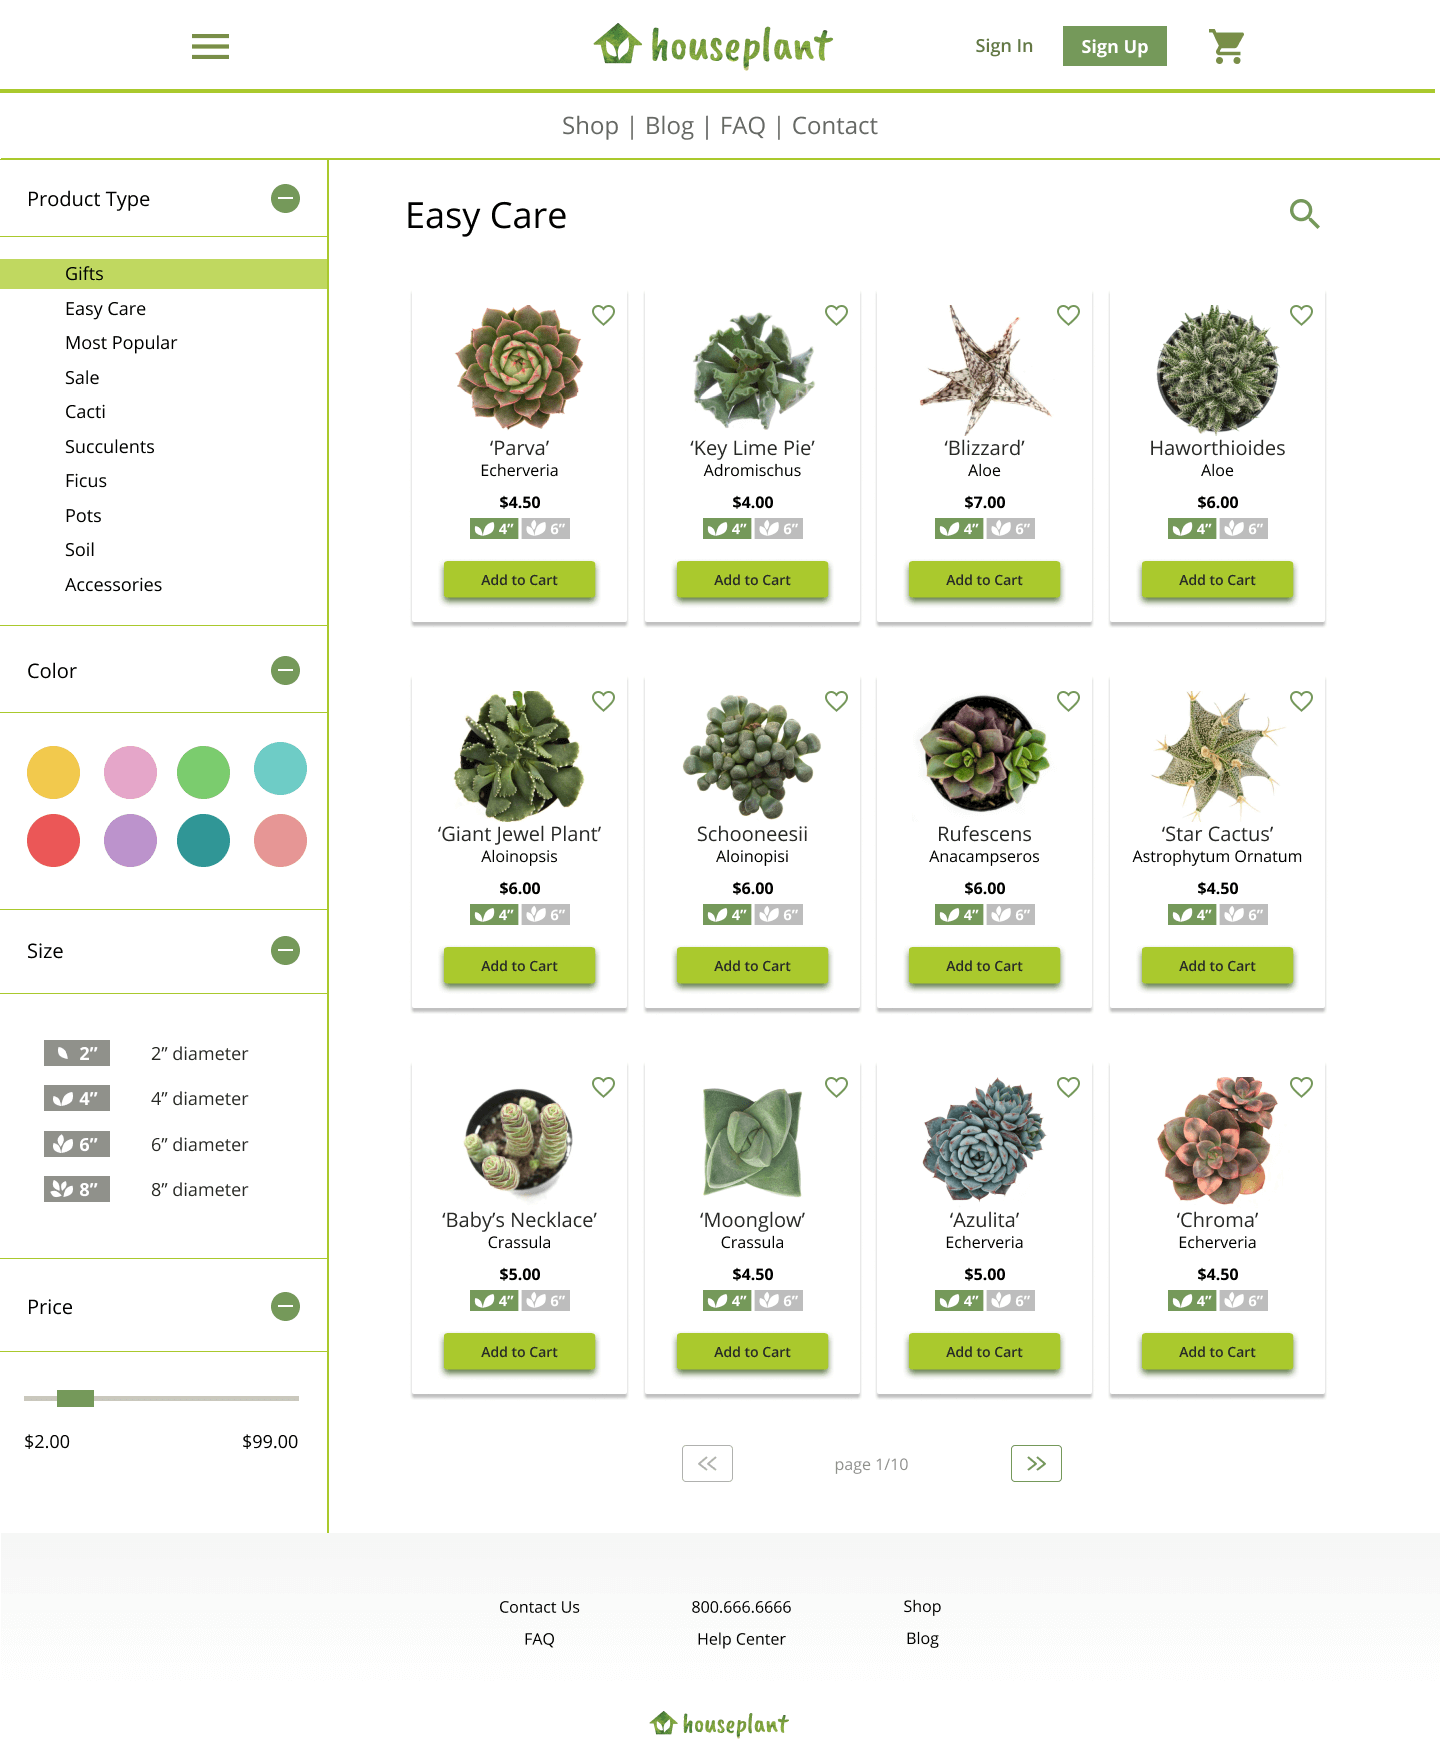 houseplant
Sign In
Sign Up
Shop | Blog | FAQ | Contact
Product Type
Gifts
Easy Care
Most Popular
Sale
Cacti
Succulents
Ficus
Pots
Soil
Accessories
Color
Size
2” 2” diameter
4” 4” diameter
6” 6” diameter
8” 8” diameter
Price
$2.00 $99.00
Easy Care
‘Parva’
Echerveria
$4.50
4” 6”
Add to Cart
‘Key Lime Pie’
Adromischus
$4.00
4” 6”
Add to Cart
‘Blizzard’
Aloe
$7.00
4” 6”
Add to Cart
Haworthioides
Aloe
$6.00
4” 6”
Add to Cart
‘Giant Jewel Plant’
Aloinopsis
$6.00
4” 6”
Add to Cart
Schooneesii
Aloinopisi
$6.00
4” 6”
Add to Cart
Rufescens
Anacampseros
$6.00
4” 6”
Add to Cart
‘Star Cactus’
Astrophytum Ornatum
$4.50
4” 6”
Add to Cart
‘Baby’s Necklace’
Crassula
$5.00
4” 6”
Add to Cart
‘Moonglow’
Crassula
$4.50
4” 6”
Add to Cart
‘Azulita’
Echerveria
$5.00
4” 6”
Add to Cart
‘Chroma’
Echerveria
$4.50
4” 6”
Add to Cart
page 1/10
Contact Us
FAQ
800.666.6666
Help Center
Shop
Blog
houseplant